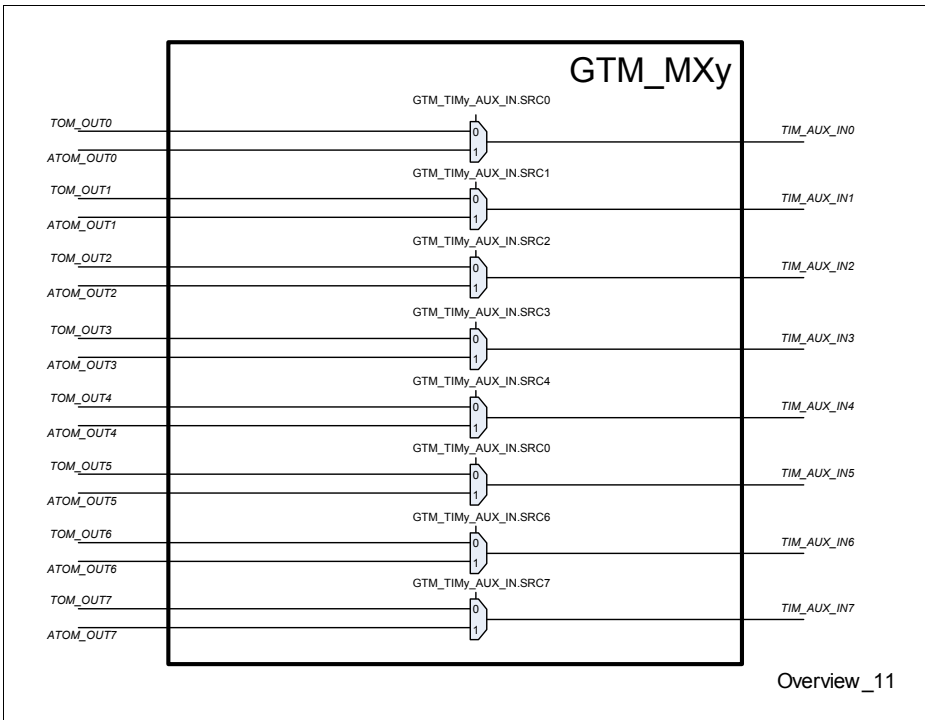 GTM_MXy
GTM_TIMy_AUX_IN.SRC0
TOM_OUT0
0
TIM_AUX_IN0
1
ATOM_OUT0
GTM_TIMy_AUX_IN.SRC1
TOM_OUT1
0
TIM_AUX_IN1
1
ATOM_OUT1
GTM_TIMy_AUX_IN.SRC2
TOM_OUT2
0
TIM_AUX_IN2
1
ATOM_OUT2
GTM_TIMy_AUX_IN.SRC3
TOM_OUT3
0
TIM_AUX_IN3
1
ATOM_OUT3
GTM_TIMy_AUX_IN.SRC4
TOM_OUT4
0
TIM_AUX_IN4
1
ATOM_OUT4
GTM_TIMy_AUX_IN.SRC0
TOM_OUT5
0
TIM_AUX_IN5
1
ATOM_OUT5
GTM_TIMy_AUX_IN.SRC6
TOM_OUT6
0
TIM_AUX_IN6
1
ATOM_OUT6
GTM_TIMy_AUX_IN.SRC7
TOM_OUT7
0
TIM_AUX_IN7
1
ATOM_OUT7
Overview_11